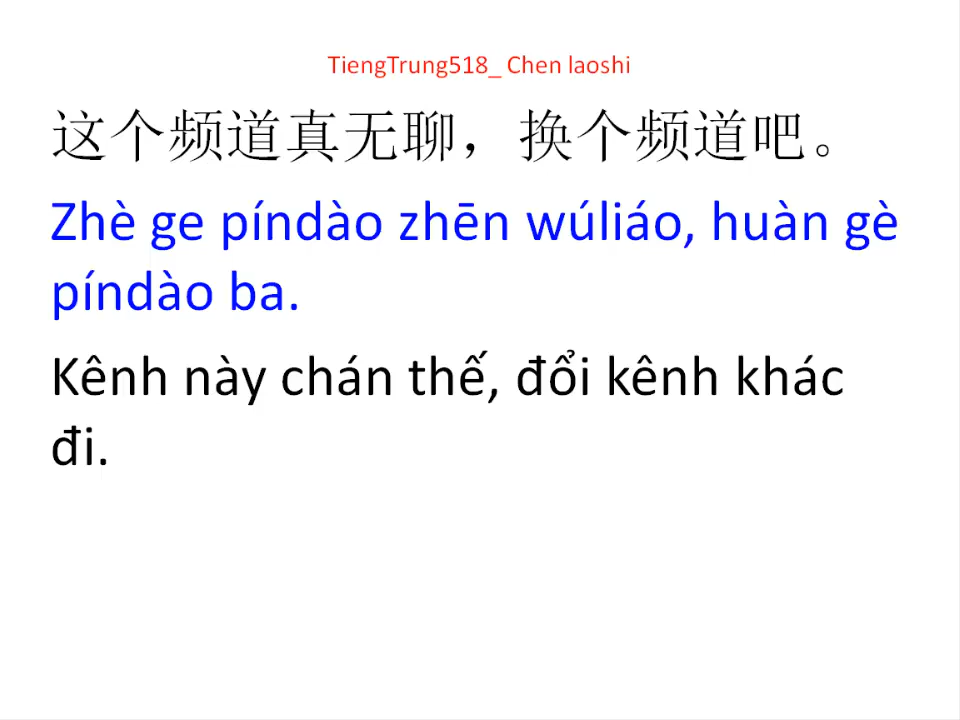 TiengTrung518_ Chen laoshi
这个频道真无聊，换个频道吧。
Zhè ge píndào zhēn wúliáo, huàn gè
píndào ba.
Kênh này chán thế, đổi kênh khác
đi.